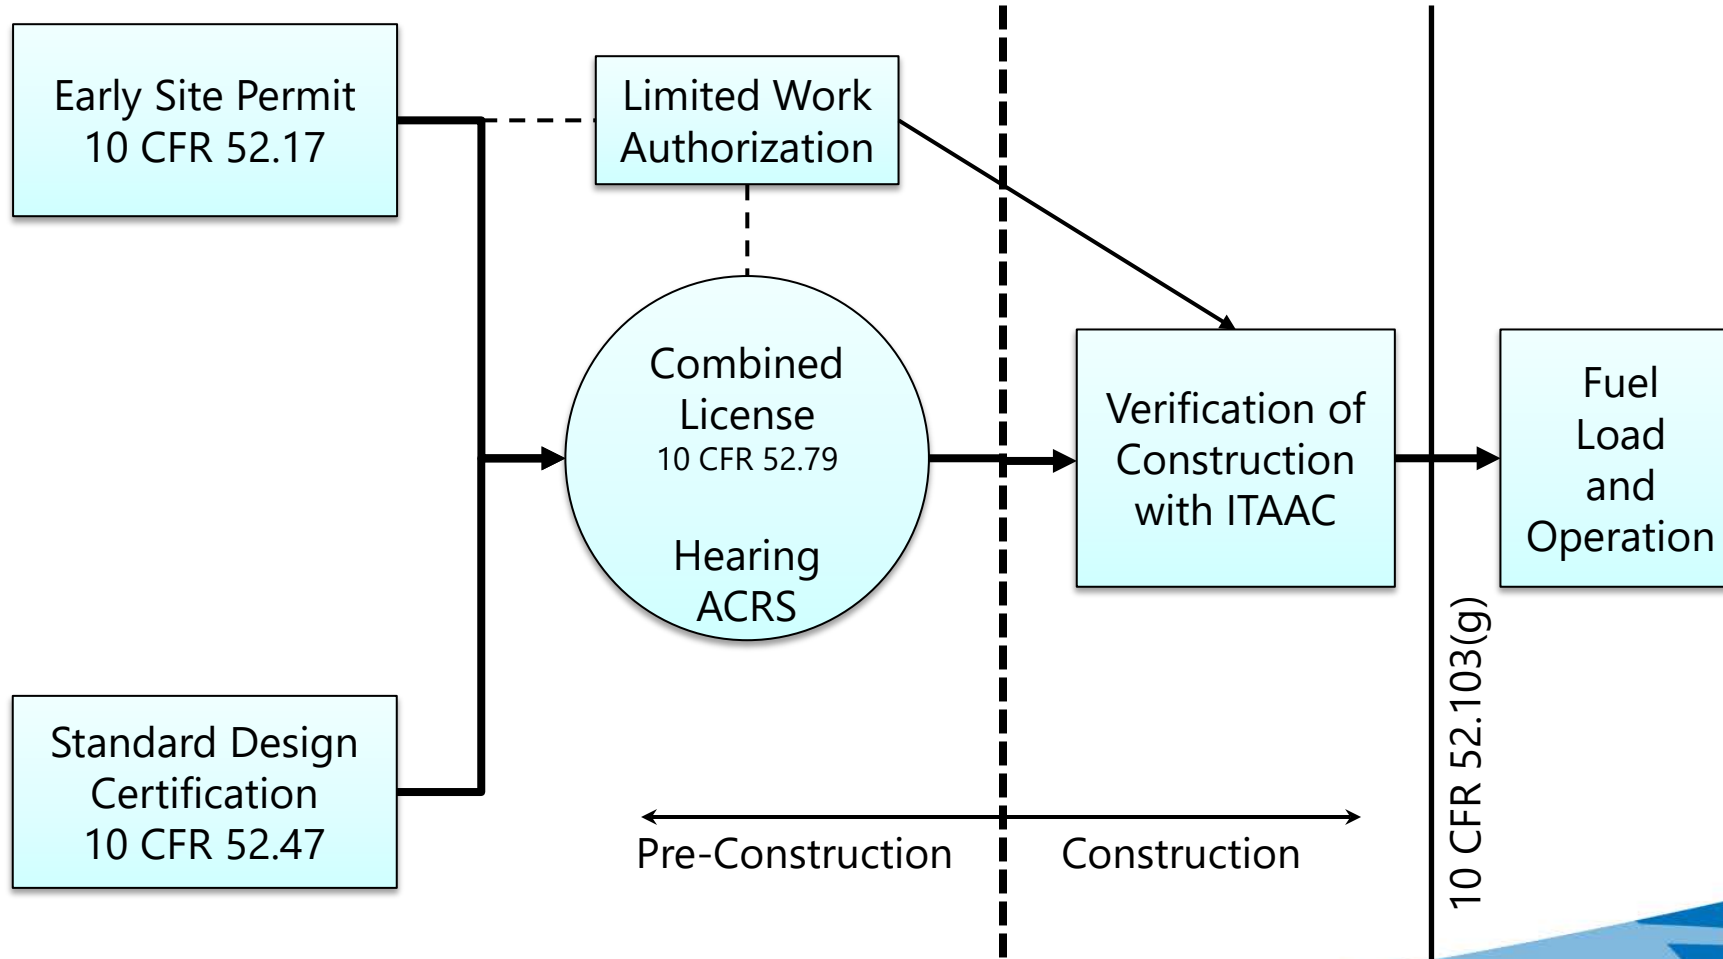 Early Site Permit
10 CFR 52.17
Limited Work
Authorization
Combined
License
10 CFR 52.79
Hearing
ACRS
Verification of
Construction
with ITAAC
Fuel
Load
and
Operation
Standard Design
Certification
10 CFR 52.47
Pre-Construction
Construction
10 CFR 52.103(g)